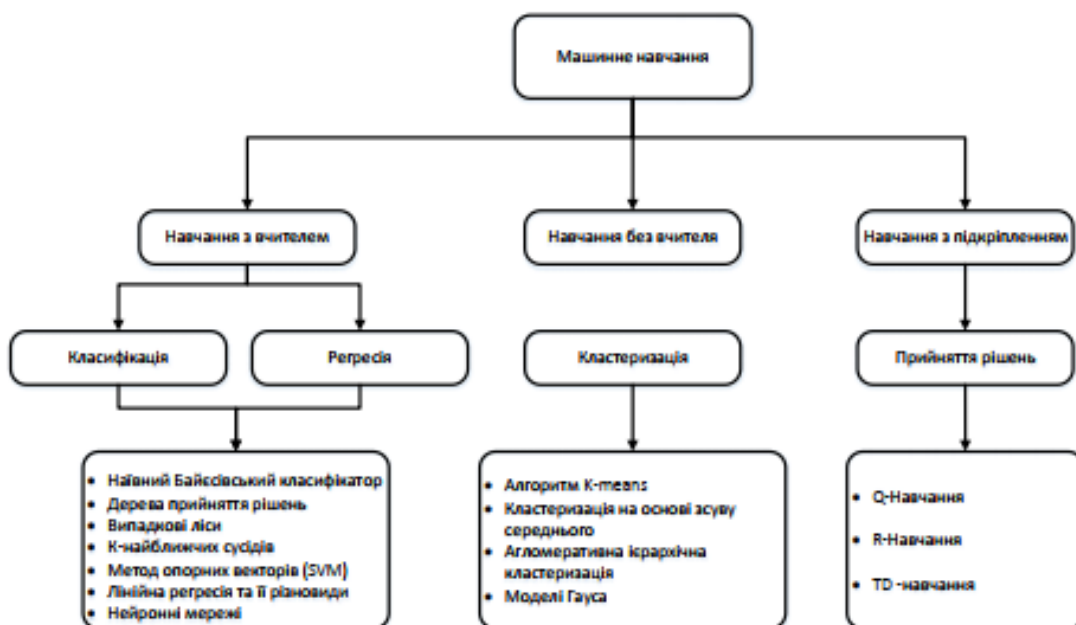 Машинне навчання
Навчання з вчителем
Навчання без вчителя
Навчання з підкріпленням
Класифікація
Регресія
Кластеризація
Прийняття рішень
• Наївний Байєсівський класифікатор
• Дерева прийняття рішень
• Випадкові ліси
• К-найближчих сусідів
• Метод опорних векторів (SVM)
• Лінійна регресія та її різновиди
• Нейронні мережі
• Алгоритм K-means
• Кластеризація на основі зсуву
середнього
• Агломеративна ієрархічна
кластеризація
• Моделі Гауса
• Q-Навчання
• R-Навчання
• TD -навчання